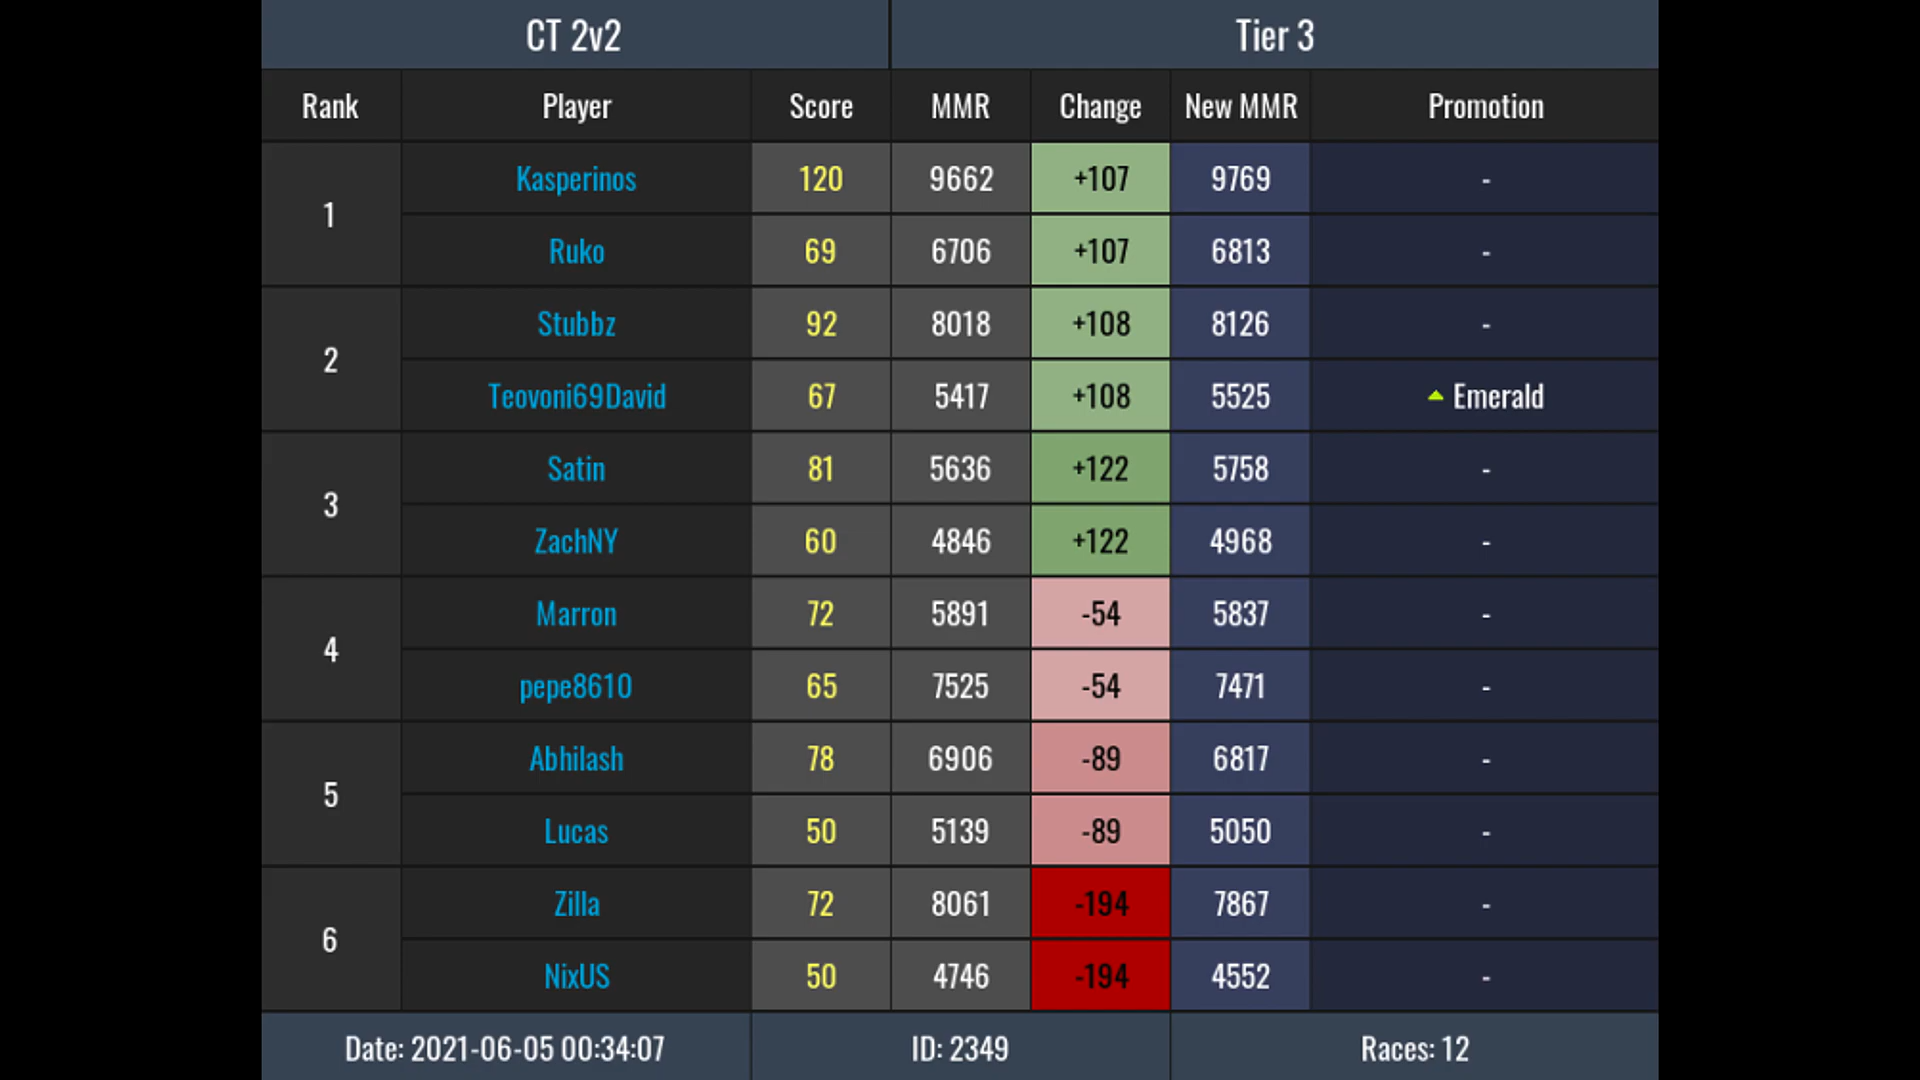 CT 2v2 Tier 3
Rank Player Score MMR Change New MMR Promotion
1
Kasperinos 120 9662 +107 9769 -
Ruko 69 6706 +107 6813 -
2
Stubbz 92 8018 +108 8126 -
Teovoni69David 67 5417 +108 5525 Emerald
3
Satin 81 5636 +122 5758 -
ZachNY 60 4846 +122 4968 -
4
Marron 72 5891 -54 5837 -
pepe8610 65 7525 -54 7471 -
5
Abhilash 78 6906 -89 6817 -
Lucas 50 5139 -89 5050 -
6
Zilla 72 8061 -194 7867 -
NixUS 50 4746 -194 4552 -
Date: 2021-06-05 00:34:07 ID: 2349 Races: 12